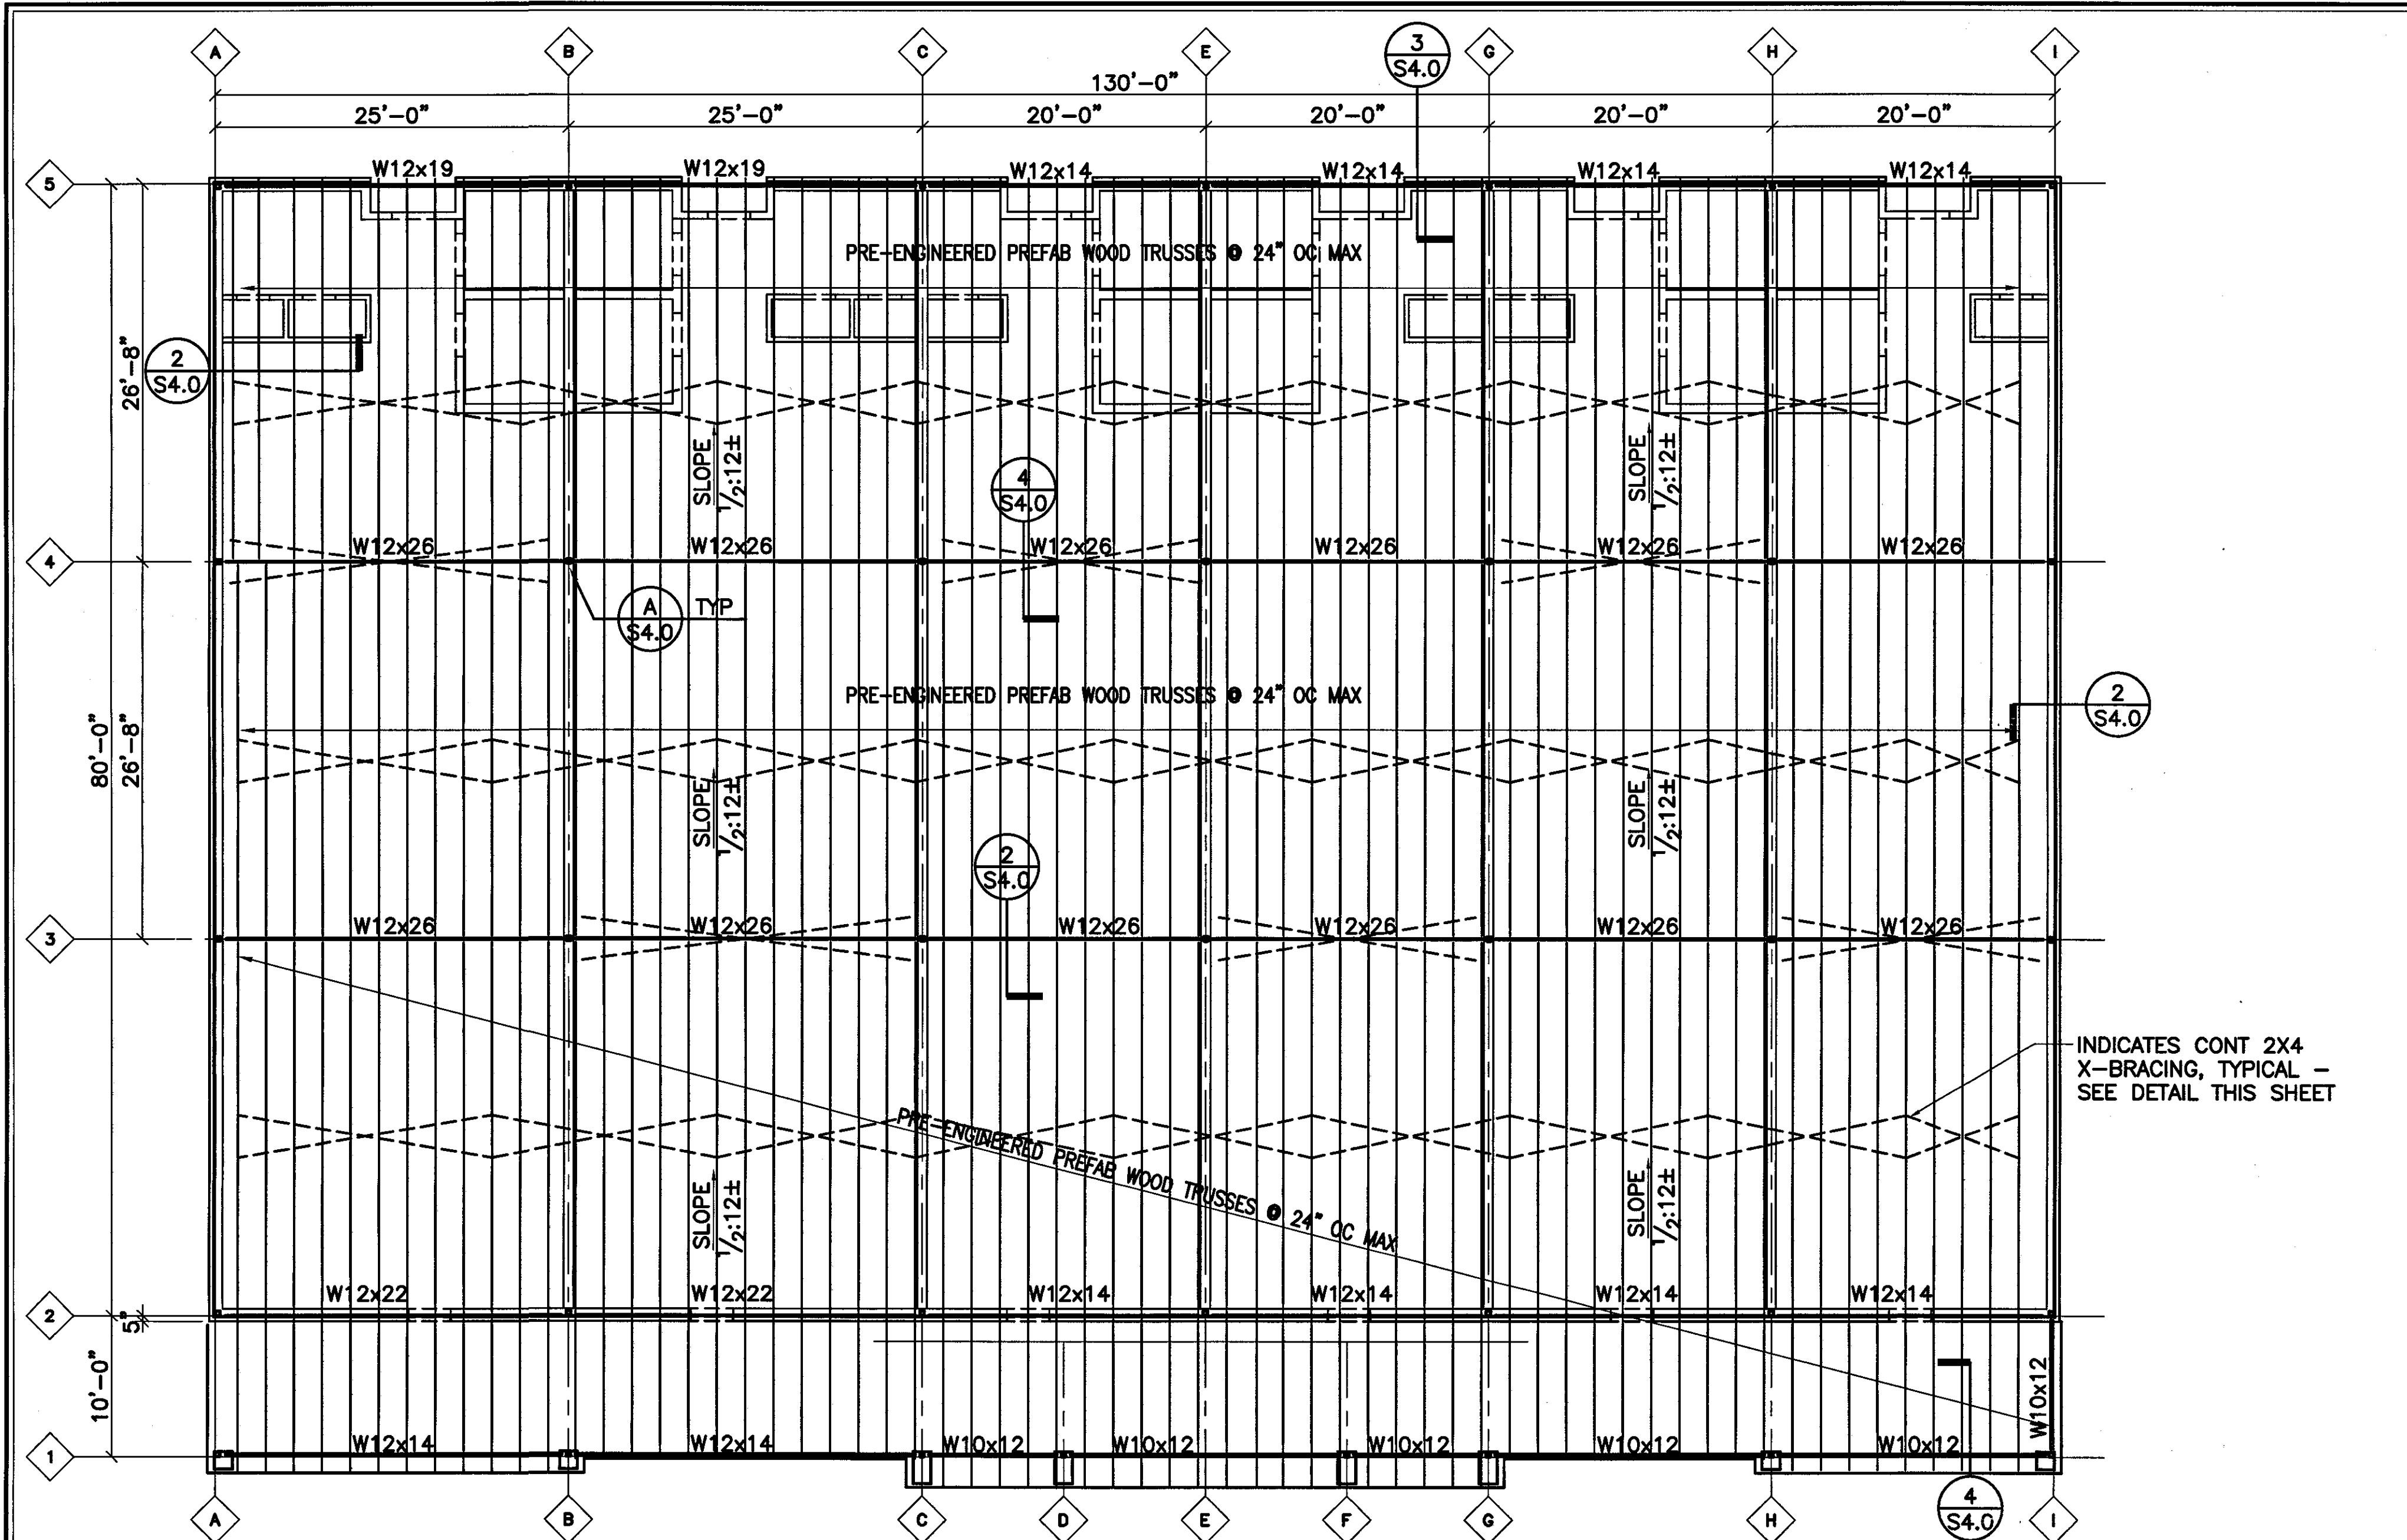 A B C E G H I
3
S4.0
130'-0"
25'-0" 25'-0" 20'-0" 20'-0" 20'-0" 20'-0"
5
W12x19 W12x19 W12x14 W12x14 W12x14 W12x14
PRE-ENGINEERED PREFAB WOOD TRUSSES @ 24" OC MAX
26'-8"
2
S4.0
SLOPE
1/2:12±
SLOPE
1/2:12±
4
S4.0
4
W12x26 W12x26 W12x26 W12x26 W12x26 W12x26
A
S4.0
TYP
PRE-ENGINEERED PREFAB WOOD TRUSSES @ 24" OC MAX
2
S4.0
80'-0"
26'-8"
SLOPE
1/2:12±
SLOPE
1/2:12±
2
S4.0
3
W12x26 W12x26 W12x26 W12x26 W12x26 W12x26
INDICATES CONT 2X4
X-BRACING, TYPICAL -
SEE DETAIL THIS SHEET
PRE-ENGINEERED PREFAB WOOD TRUSSES @ 24" OC MAX
SLOPE
1/2:12±
SLOPE
1/2:12±
W12x22 W12x22 W12x14 W12x14 W12x14 W12x14
2
5"
10'-0"
W10x12
1
W12x14 W12x14 W10x12 W10x12 W10x12 W10x12 W10x12
4
S4.0
A B C D E F G H I